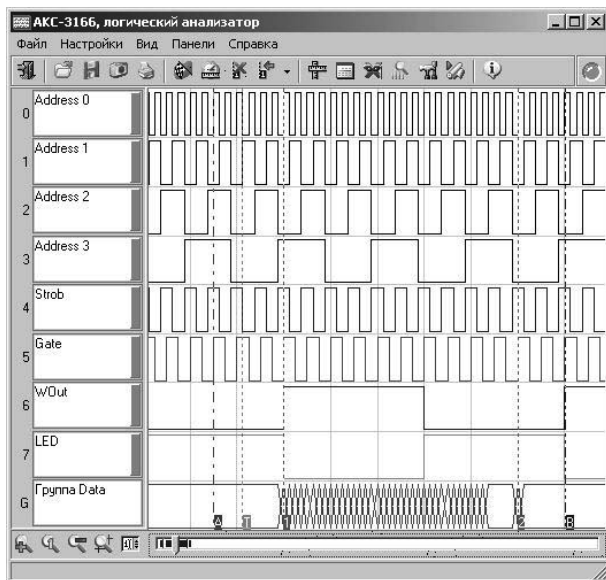 АКС-3166, логический анализатор
Файл Настройки Вид Панели Справка
0 Address 0
1 Address 1
2 Address 2
3 Address 3
4 Strob
5 Gate
6 WOut
7 LED
G Группа Data
A T 1 2 B